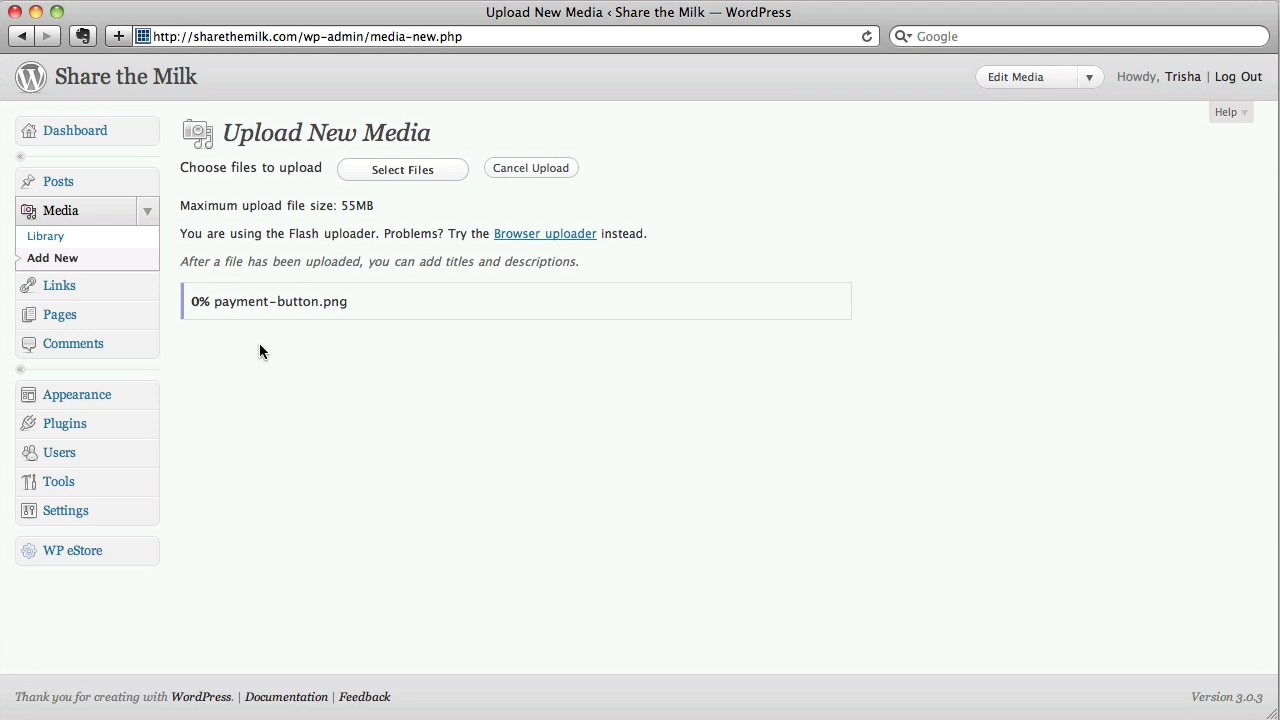 Upload New Media ‹ Share the Milk — WordPress
http://sharethemilk.com/wp-admin/media-new.php
Google
Share the Milk
Edit Media
Howdy, Trisha | Log Out
Help
Dashboard
Posts
Media
Library
Add New
Links
Pages
Comments
Appearance
Plugins
Users
Tools
Settings
WP eStore
Upload New Media
Choose files to upload
Select Files
Cancel Upload
Maximum upload file size: 55MB
You are using the Flash uploader. Problems? Try the Browser uploader instead.
After a file has been uploaded, you can add titles and descriptions.
0% payment-button.png
Thank you for creating with WordPress. | Documentation | Feedback
Version 3.0.3